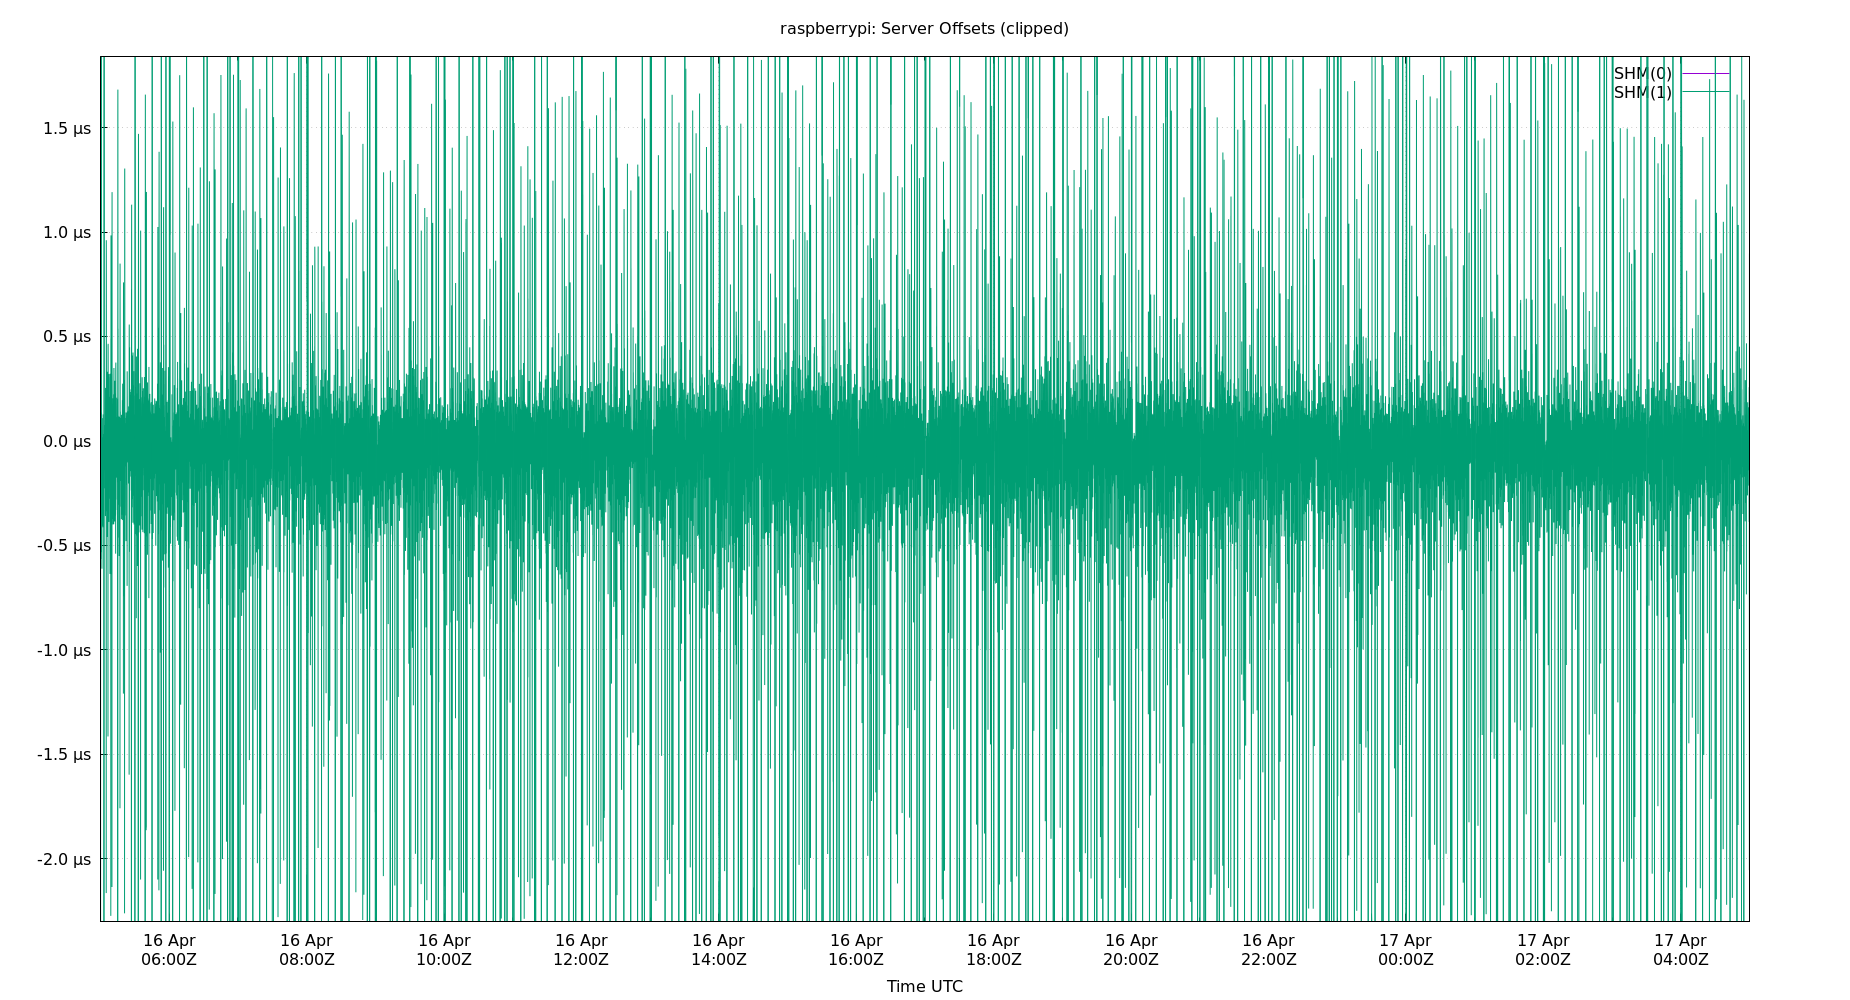 raspberrypi: Server Offsets (clipped)
SHM(0)
SHM(1)
1.5 µs
1.0 µs
0.5 µs
0.0 µs
-0.5 µs
-1.0 µs
-1.5 µs
-2.0 µs
16 Apr 16 Apr 16 Apr 16 Apr 16 Apr 16 Apr 16 Apr 16 Apr 16 Apr 17 Apr 17 Apr 17 Apr
06:00Z 08:00Z 10:00Z 12:00Z 14:00Z 16:00Z 18:00Z 20:00Z 22:00Z 00:00Z 02:00Z 04:00Z
Time UTC